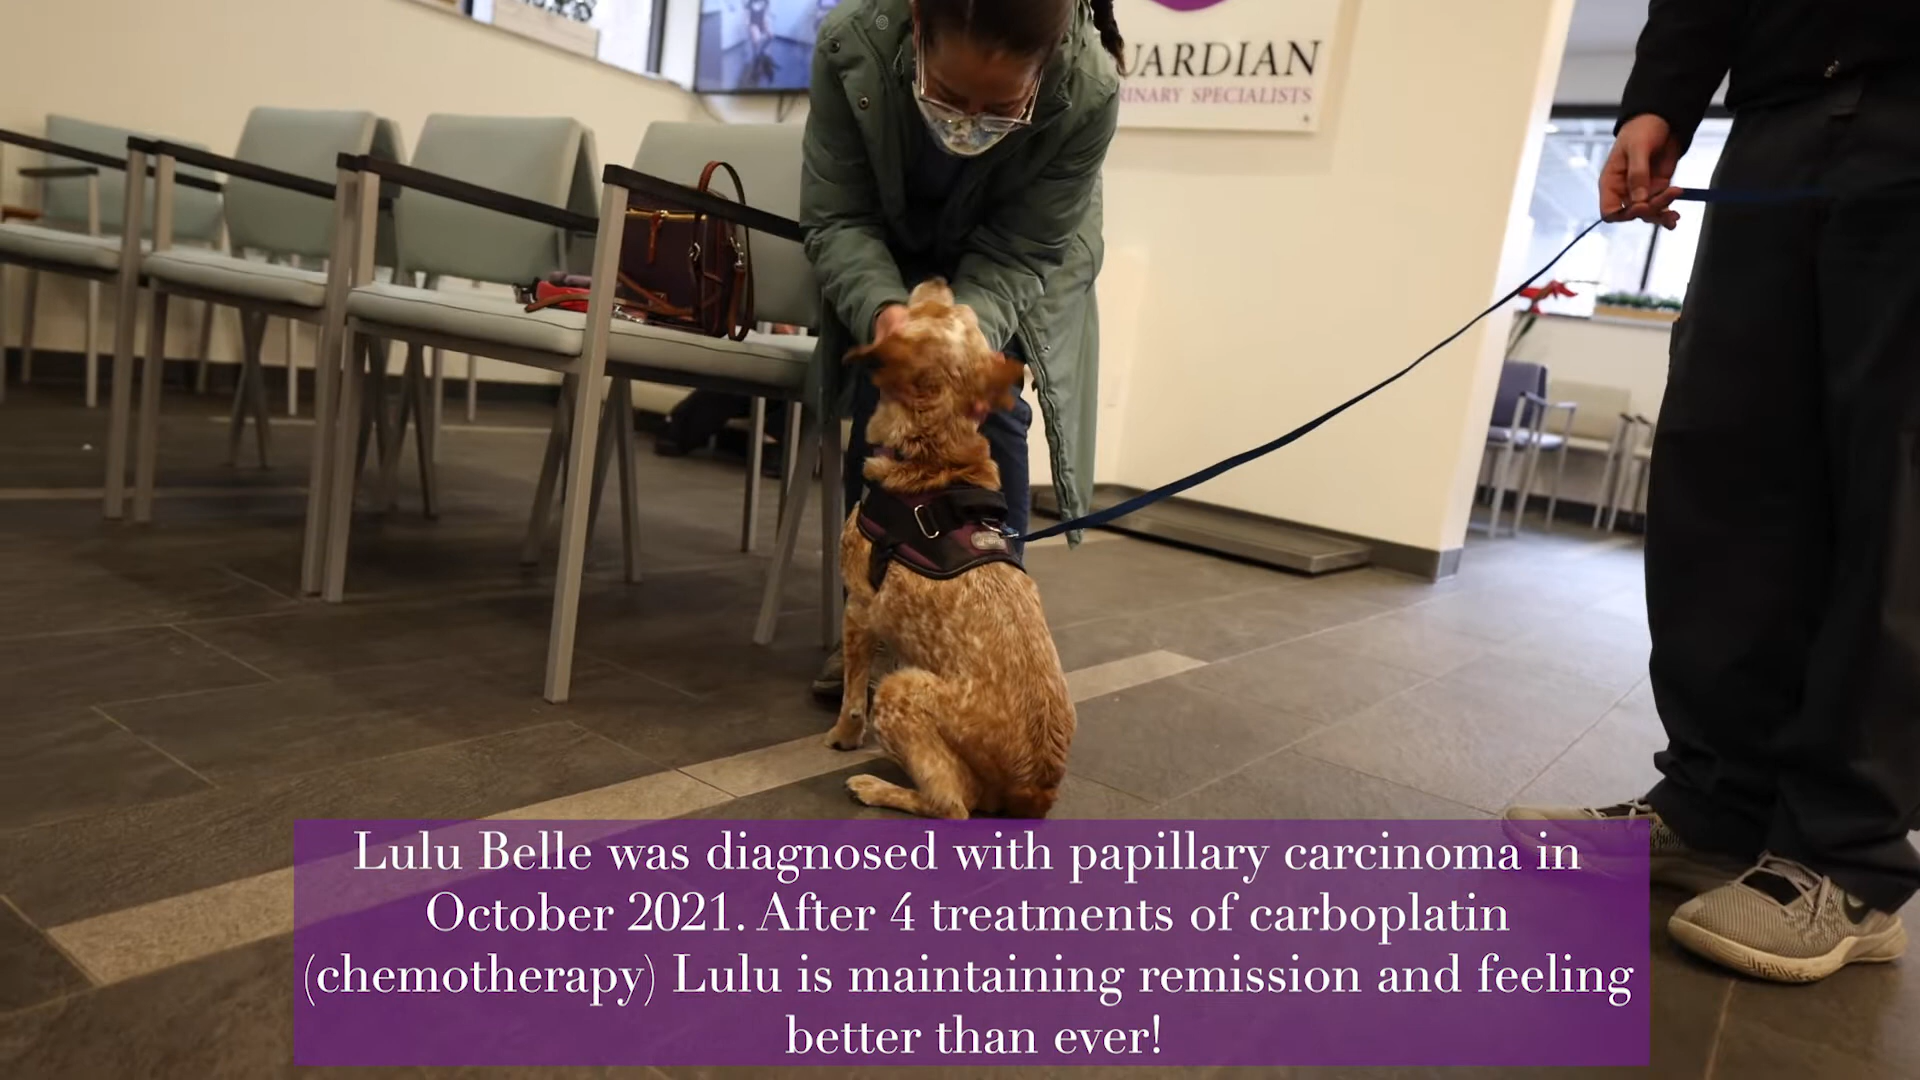 UARDIAN
RINARY SPECIALISTS
Lulu Belle was diagnosed with papillary carcinoma in
October 2021. After 4 treatments of carboplatin
(chemotherapy) Lulu is maintaining remission and feeling
better than ever!